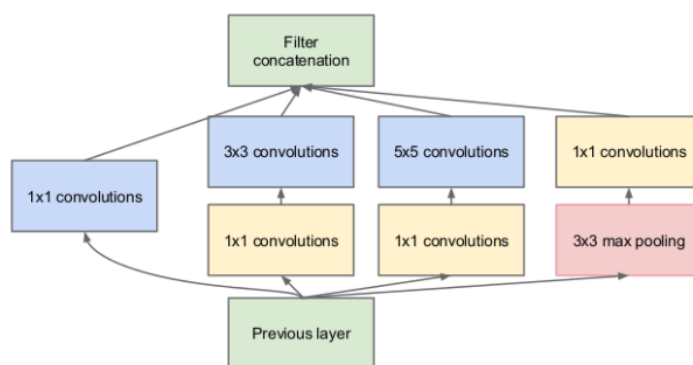 Filter
concatenation
3x3 convolutions
5x5 convolutions
1x1 convolutions
1x1 convolutions
1x1 convolutions
1x1 convolutions
3x3 max pooling
Previous layer